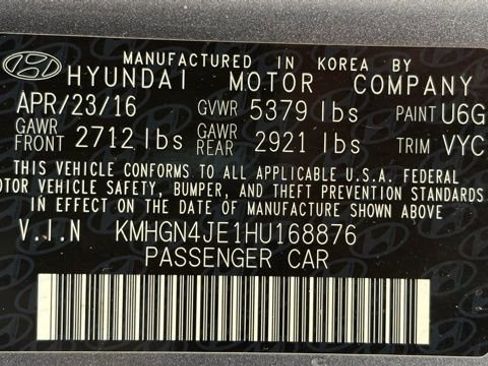 MANUFACTURED IN KOREA BY
HYUNDAI MOTOR COMPANY
APR/23/16 GVWR 5379 lbs PAINT U6G
GAWR FRONT 2712 lbs GAWR REAR 2921 lbs TRIM VYC
THIS VEHICLE CONFORMS TO ALL APPLICABLE U.S.A. FEDERAL
MOTOR VEHICLE SAFETY, BUMPER, AND THEFT PREVENTION STANDARDS
IN EFFECT ON THE DATE OF MANUFACTURE SHOWN ABOVE
V.I.N KMHGN4JE1HU168876
PASSENGER CAR